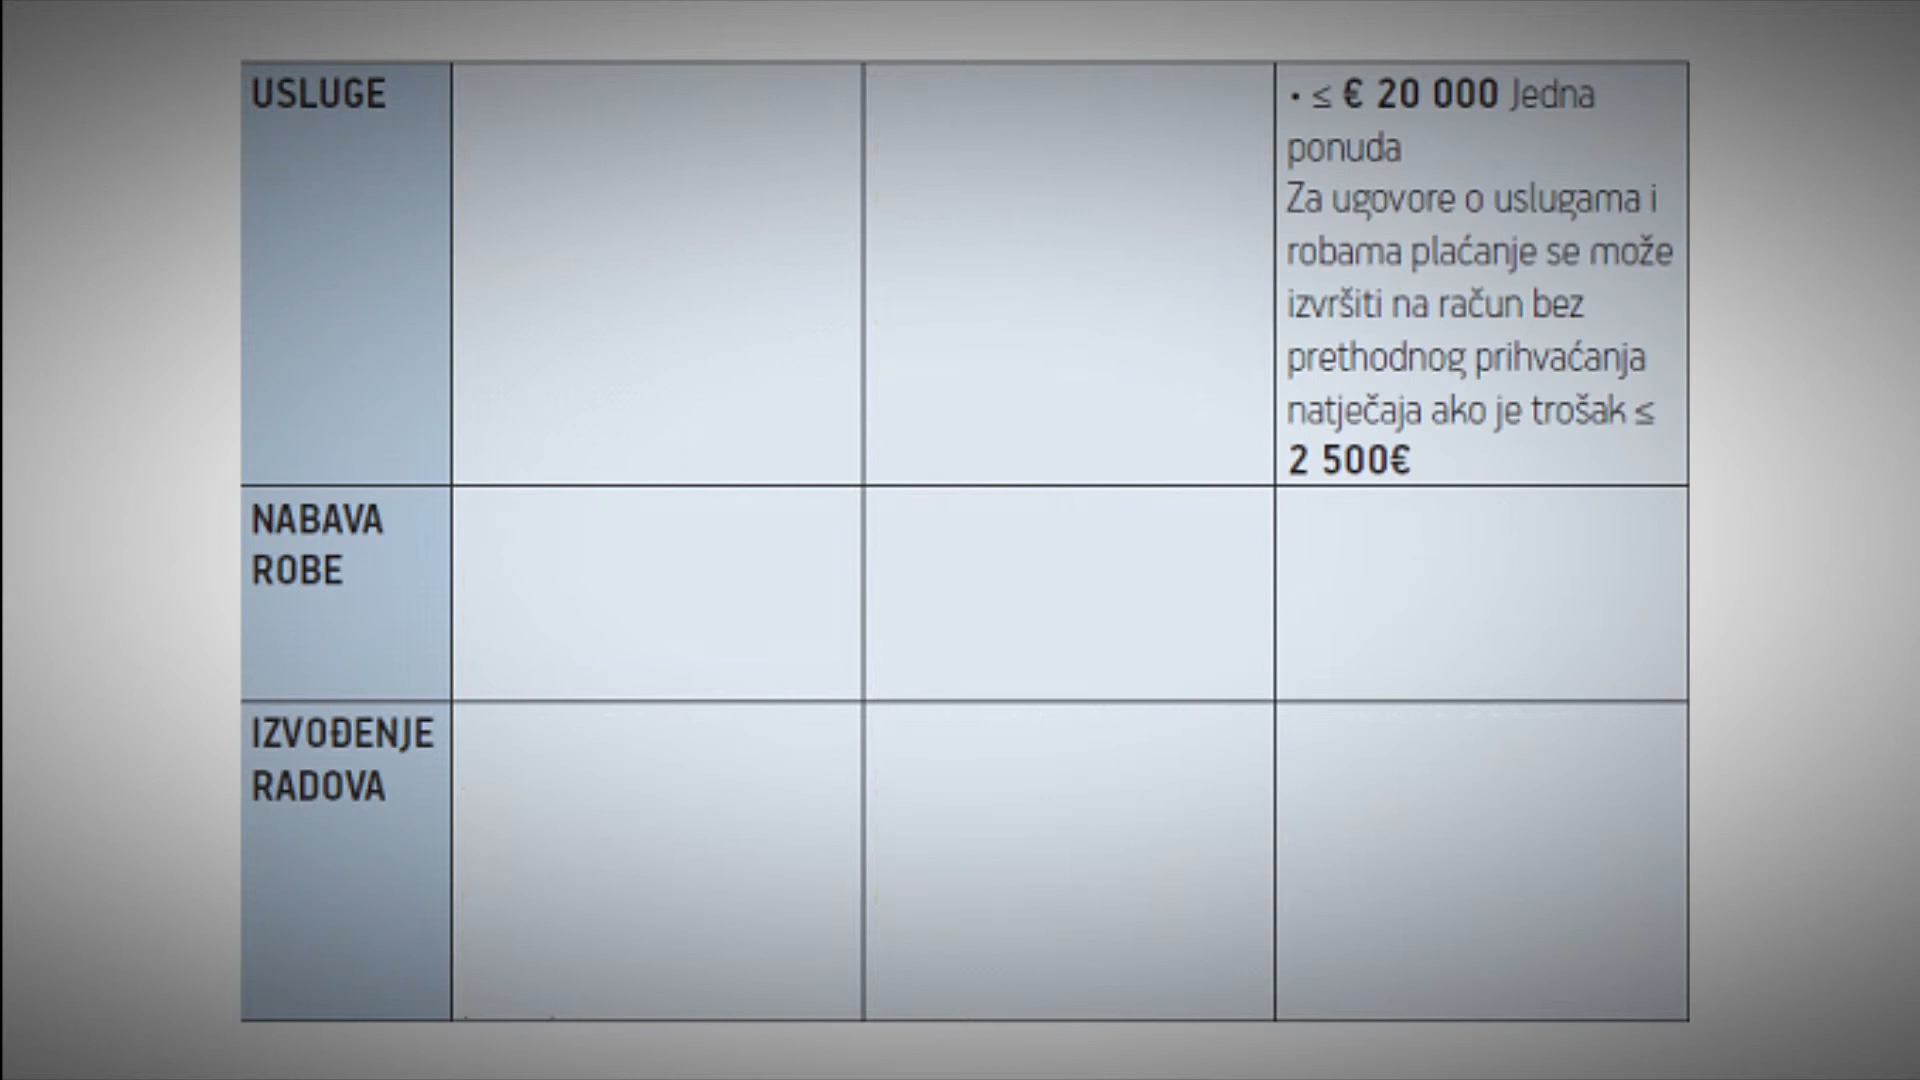 USLUGE
• ≤ € 20 000 Jedna
ponuda
Za ugovore o uslugama i
robama plaćanje se može
izvršiti na račun bez
prethodnog prihvaćanja
natječaja ako je trošak ≤
2 500€
NABAVA
ROBE
IZVOĐENJE
RADOVA